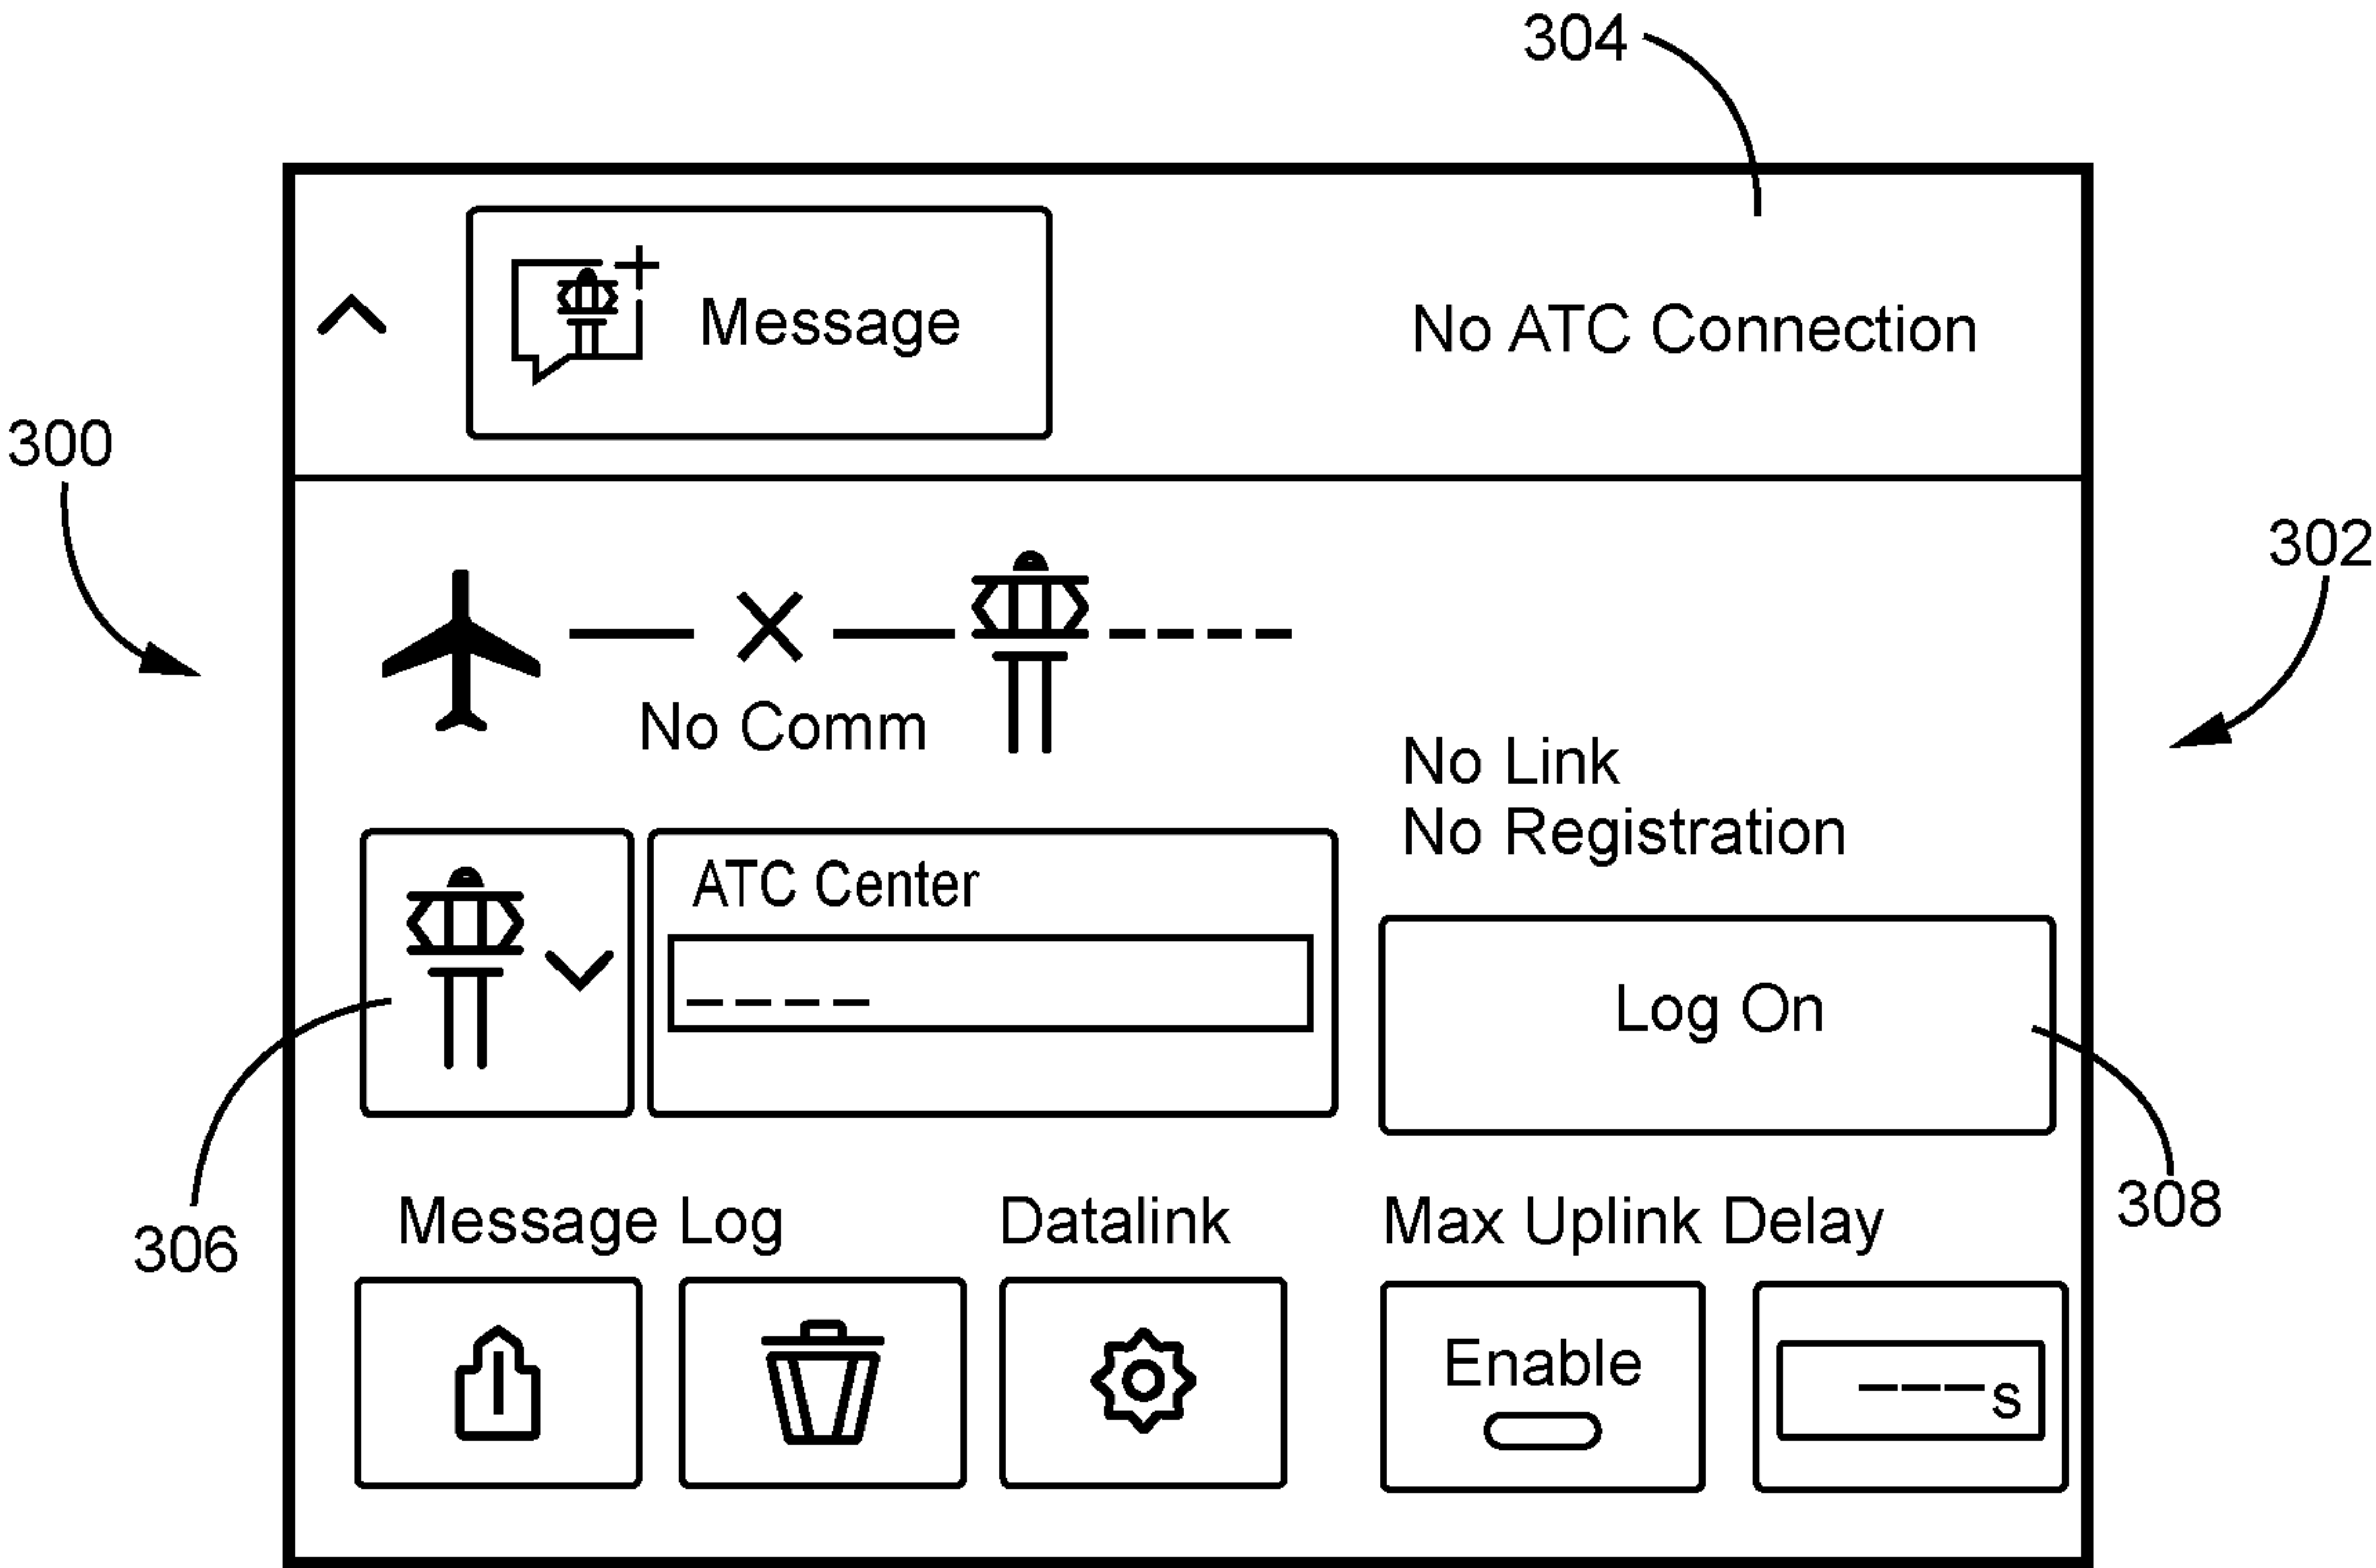 304
Message
No ATC Connection
300
302
No Comm
No Link
No Registration
ATC Center
----
Log On
306
308
Message Log
Datalink
Max Uplink Delay
Enable
---s